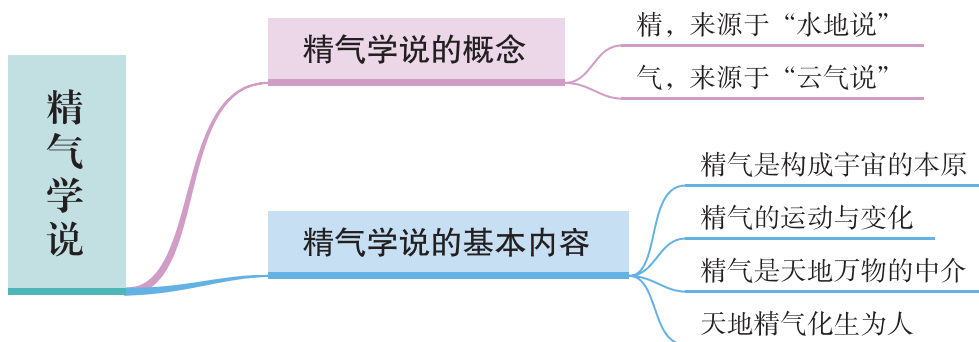 精气学说
精气学说的概念
精，来源于“水地说”
气，来源于“云气说”
精气学说的基本内容
精气是构成宇宙的本原
精气的运动与变化
精气是天地万物的中介
天地精气化生为人